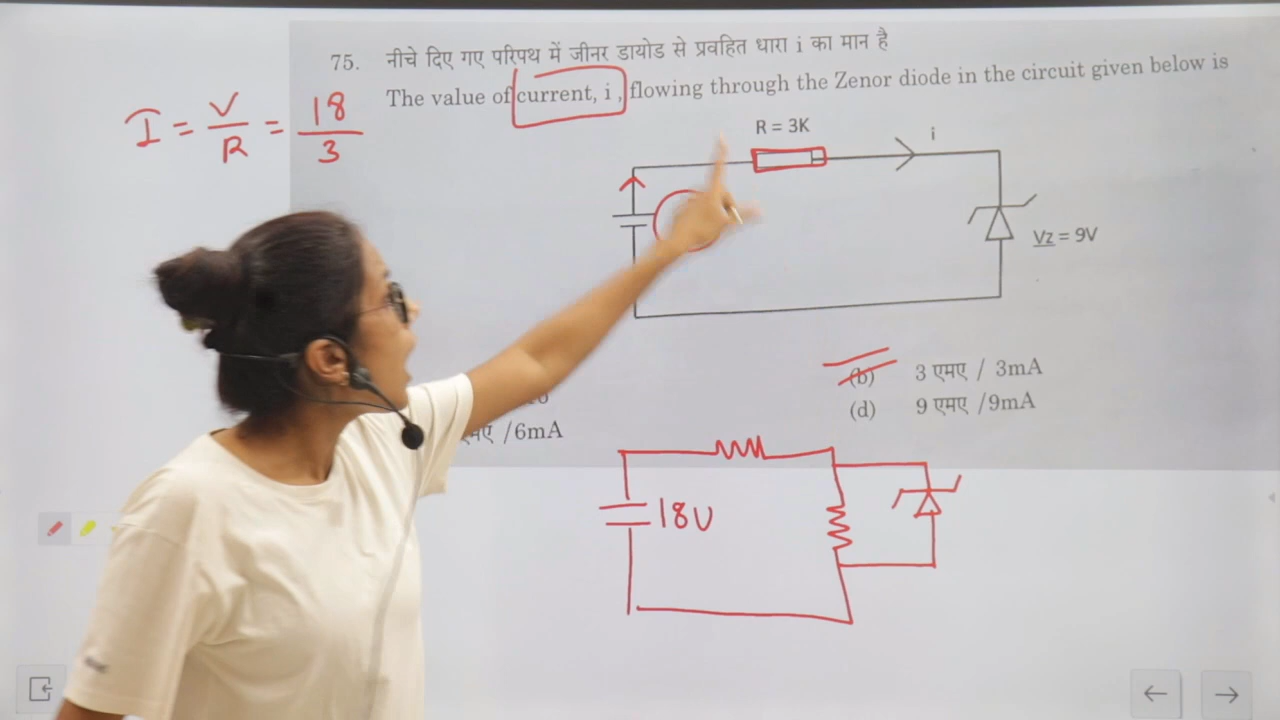 75. नीचे दिए गए परिपथ में जीनर डायोड से प्रवहित धारा i का मान है
The value of current, i , flowing through the Zenor diode in the circuit given below is
I = V/R = 18/3
R = 3K
i
Vz = 9V
(b) 3 एमए / 3mA
(d) 9 एमए /9mA
/6mA
18V